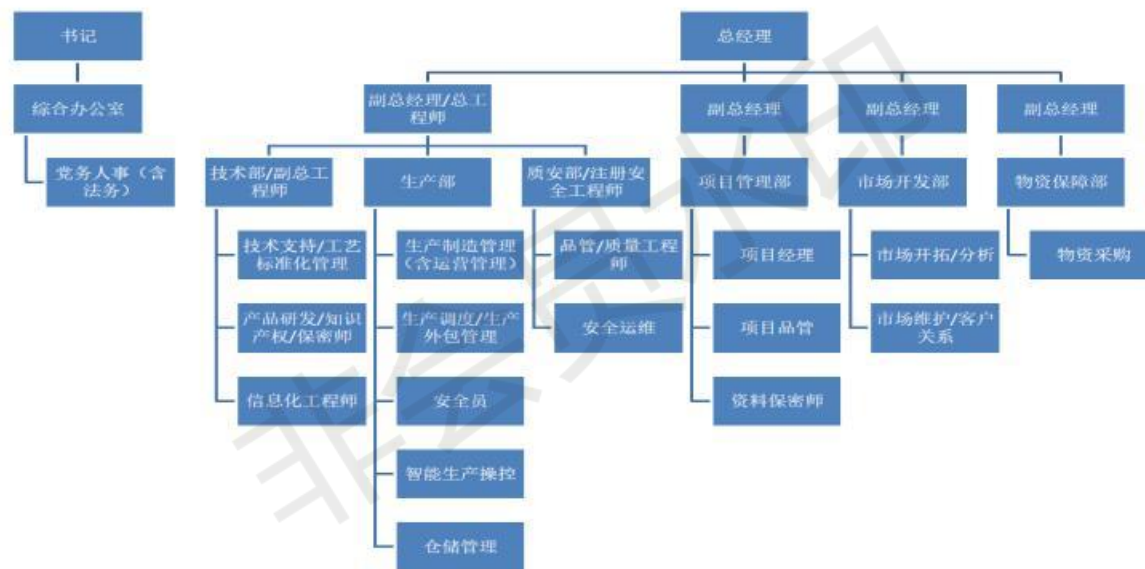 书记
总经理
综合办公室
副总经理/总工
程师
副总经理
副总经理
副总经理
党务人事（含
法务）
技术部/副总工
程师
生产部
质安部/注册安
全工程师
项目管理部
市场开发部
物资保障部
技术支持/工艺
标准化管理
生产制造管理
（含运营管理）
品管/质量工程
师
项目经理
市场开拓/分析
物资采购
产品研发/知识
产权/保密师
生产调度/生产
外包管理
安全运维
项目品管
市场维护/客户
关系
信息化工程师
安全员
资料保密师
智能生产操控
仓储管理
非会员水印